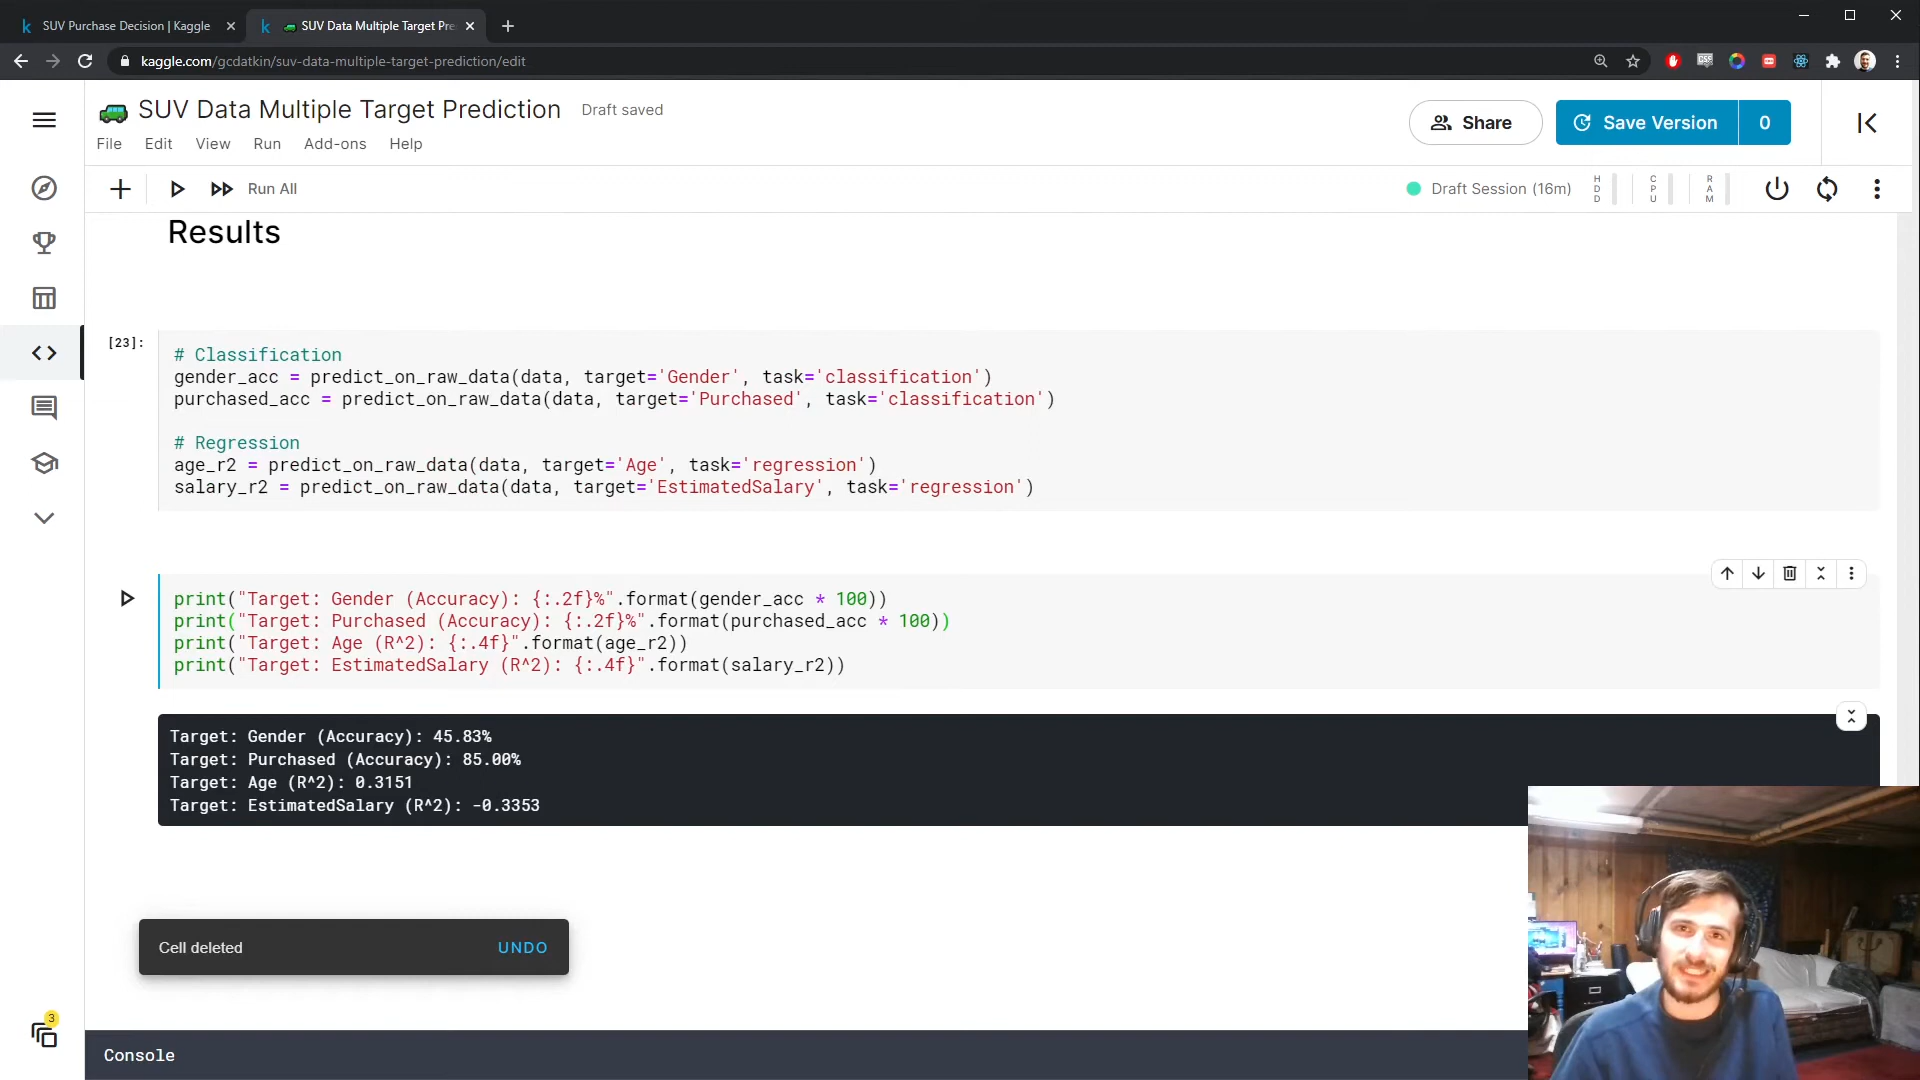 SUV Purchase Decision | Kaggle
SUV Data Multiple Target Pre
kaggle.com/gcdatkin/suv-data-multiple-target-prediction/edit
SUV Data Multiple Target Prediction
Draft saved
Share
Save Version
0
File Edit View Run Add-ons Help
Run All
Draft Session (16m)
HDD
CPU
RAM
Results
[23]:
# Classification
gender_acc = predict_on_raw_data(data, target='Gender', task='classification')
purchased_acc = predict_on_raw_data(data, target='Purchased', task='classification')
# Regression
age_r2 = predict_on_raw_data(data, target='Age', task='regression')
salary_r2 = predict_on_raw_data(data, target='EstimatedSalary', task='regression')
print("Target: Gender (Accuracy): {:.2f}%".format(gender_acc * 100))
print("Target: Purchased (Accuracy): {:.2f}%".format(purchased_acc * 100))
print("Target: Age (R^2): {:.4f}".format(age_r2))
print("Target: EstimatedSalary (R^2): {:.4f}".format(salary_r2))
Target: Gender (Accuracy): 45.83%
Target: Purchased (Accuracy): 85.00%
Target: Age (R^2): 0.3151
Target: EstimatedSalary (R^2): -0.3353
Cell deleted
UNDO
3
Console